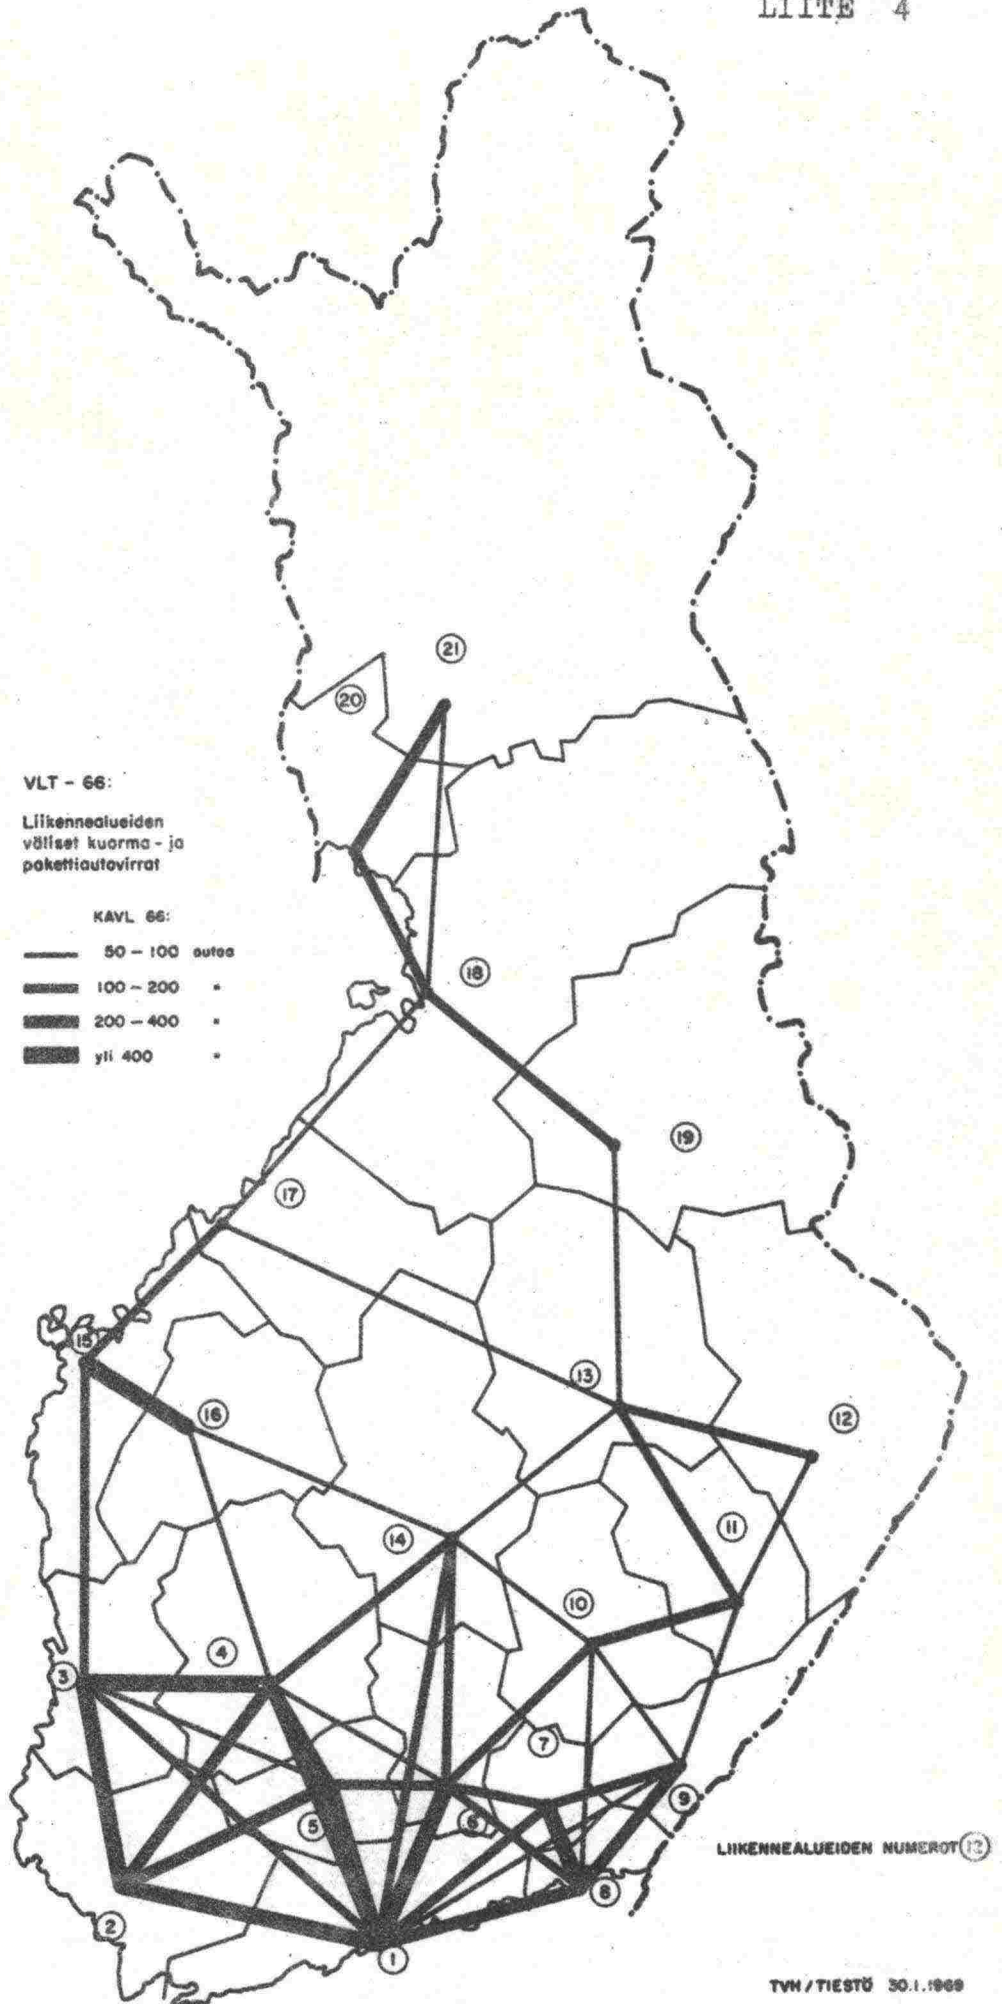 LIITE 4
21
20
VLT - 66:
Liikennealueiden
väliset kuorma - ja
pakettiautovirrat
KAVL 66:
50 - 100 autoa
100 - 200 "
200 - 400 "
yli 400 "
18
19
17
15
13
16
12
14
11
10
3
4
7
5
6
9
LIIKENNEALUEIDEN NUMEROT 12
8
2
1
TVH / TIESTÖ 30.1.1969